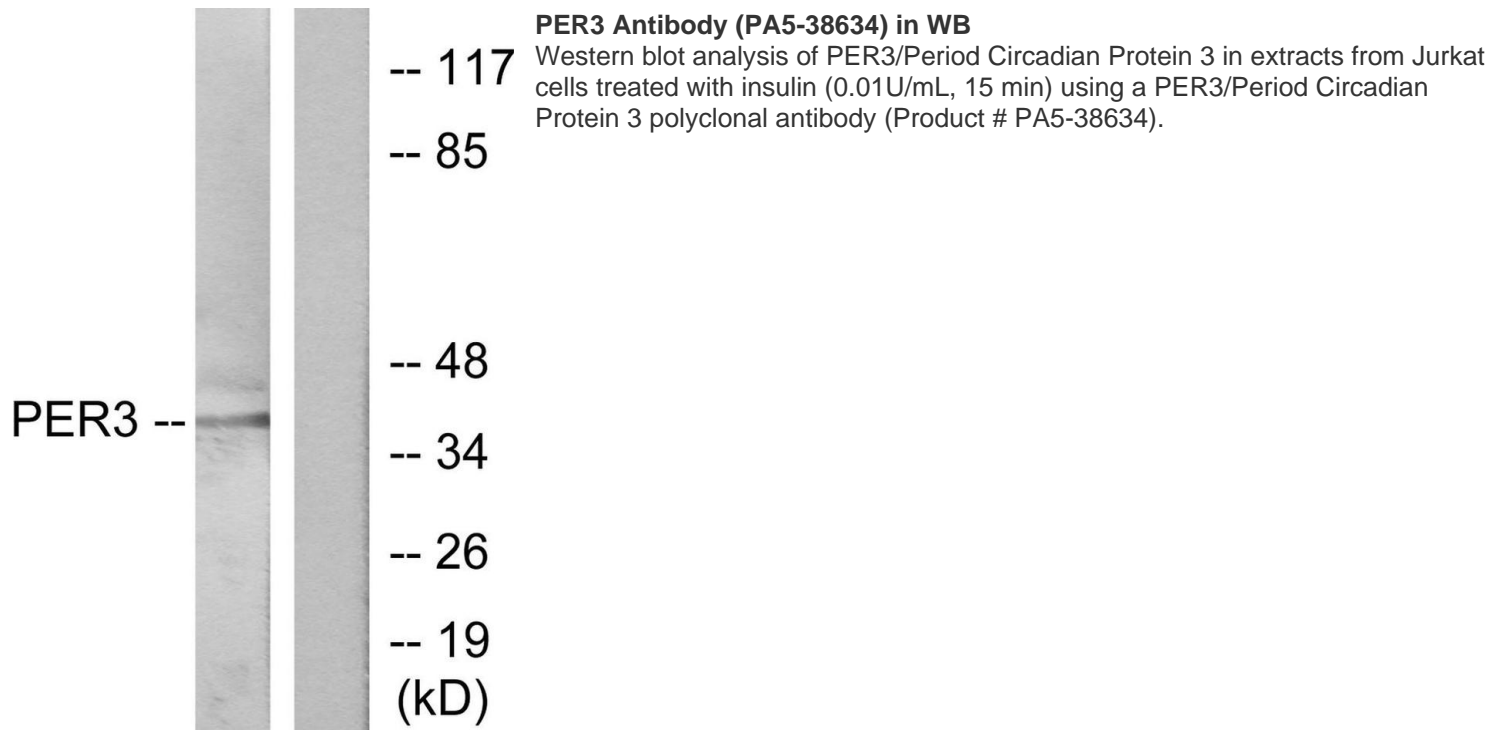 PER3 Antibody (PA5-38634) in WB
Western blot analysis of PER3/Period Circadian Protein 3 in extracts from Jurkat
cells treated with insulin (0.01U/mL, 15 min) using a PER3/Period Circadian
Protein 3 polyclonal antibody (Product # PA5-38634).
-- 117
-- 85
-- 48
PER3 --
-- 34
-- 26
-- 19
(kD)